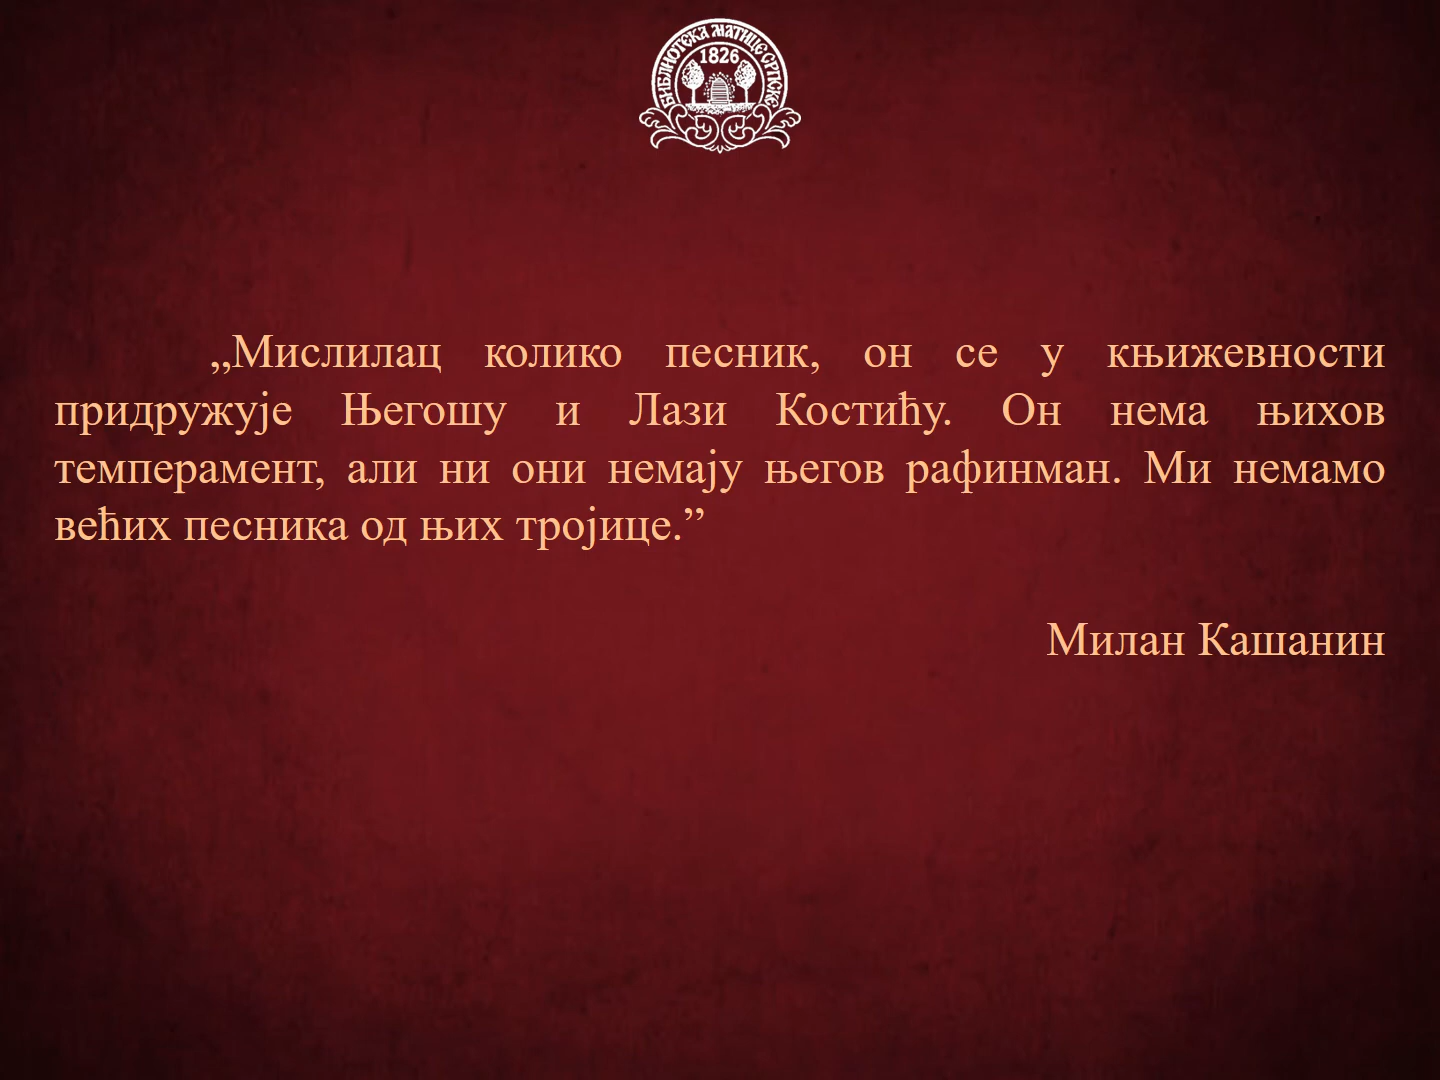 БИБЛИОТЕКА МАТИЦЕ СРПСКЕ
1826
„Мислилац колико песник, он се у књижевности
придружује Његошу и Лази Костићу. Он нема њихов
темперамент, али ни они немају његов рафинман. Ми немамо
већих песника од њих тројице.”
Милан Кашанин